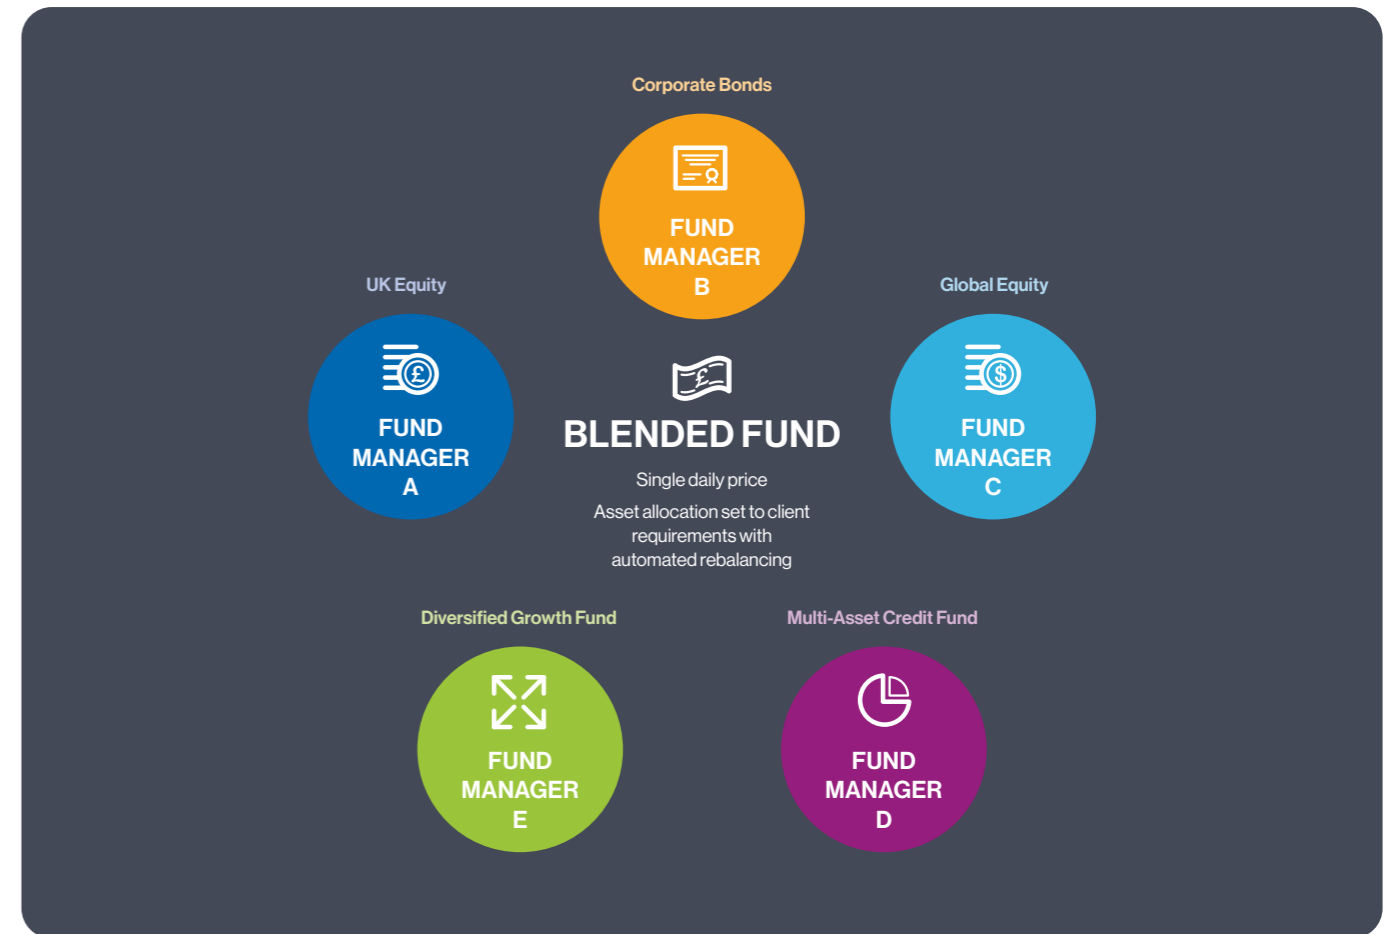 Corporate Bonds
FUND
MANAGER
B
UK Equity
£
FUND
MANAGER
A
£
BLENDED FUND
Single daily price
Asset allocation set to client
requirements with
automated rebalancing
Global Equity
$
FUND
MANAGER
C
Diversified Growth Fund
FUND
MANAGER
E
Multi-Asset Credit Fund
FUND
MANAGER
D